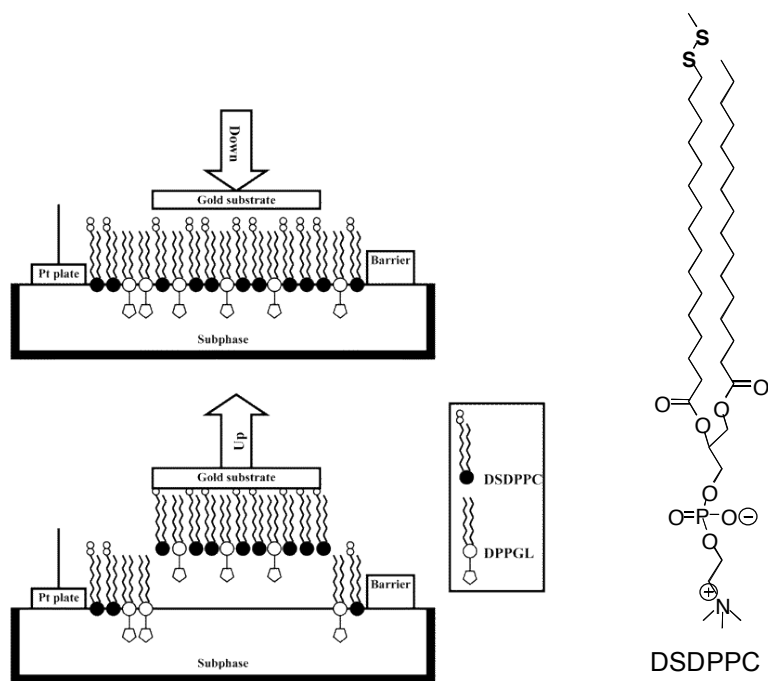 Down
Gold substrate
Pt plate
Barrier
Subphase
Up
Gold substrate
DSDPPC
DPPGL
Pt plate
Barrier
Subphase
S
S
O
O
O
O
O
O=P-O⊖
O
⊕
N
DSDPPC